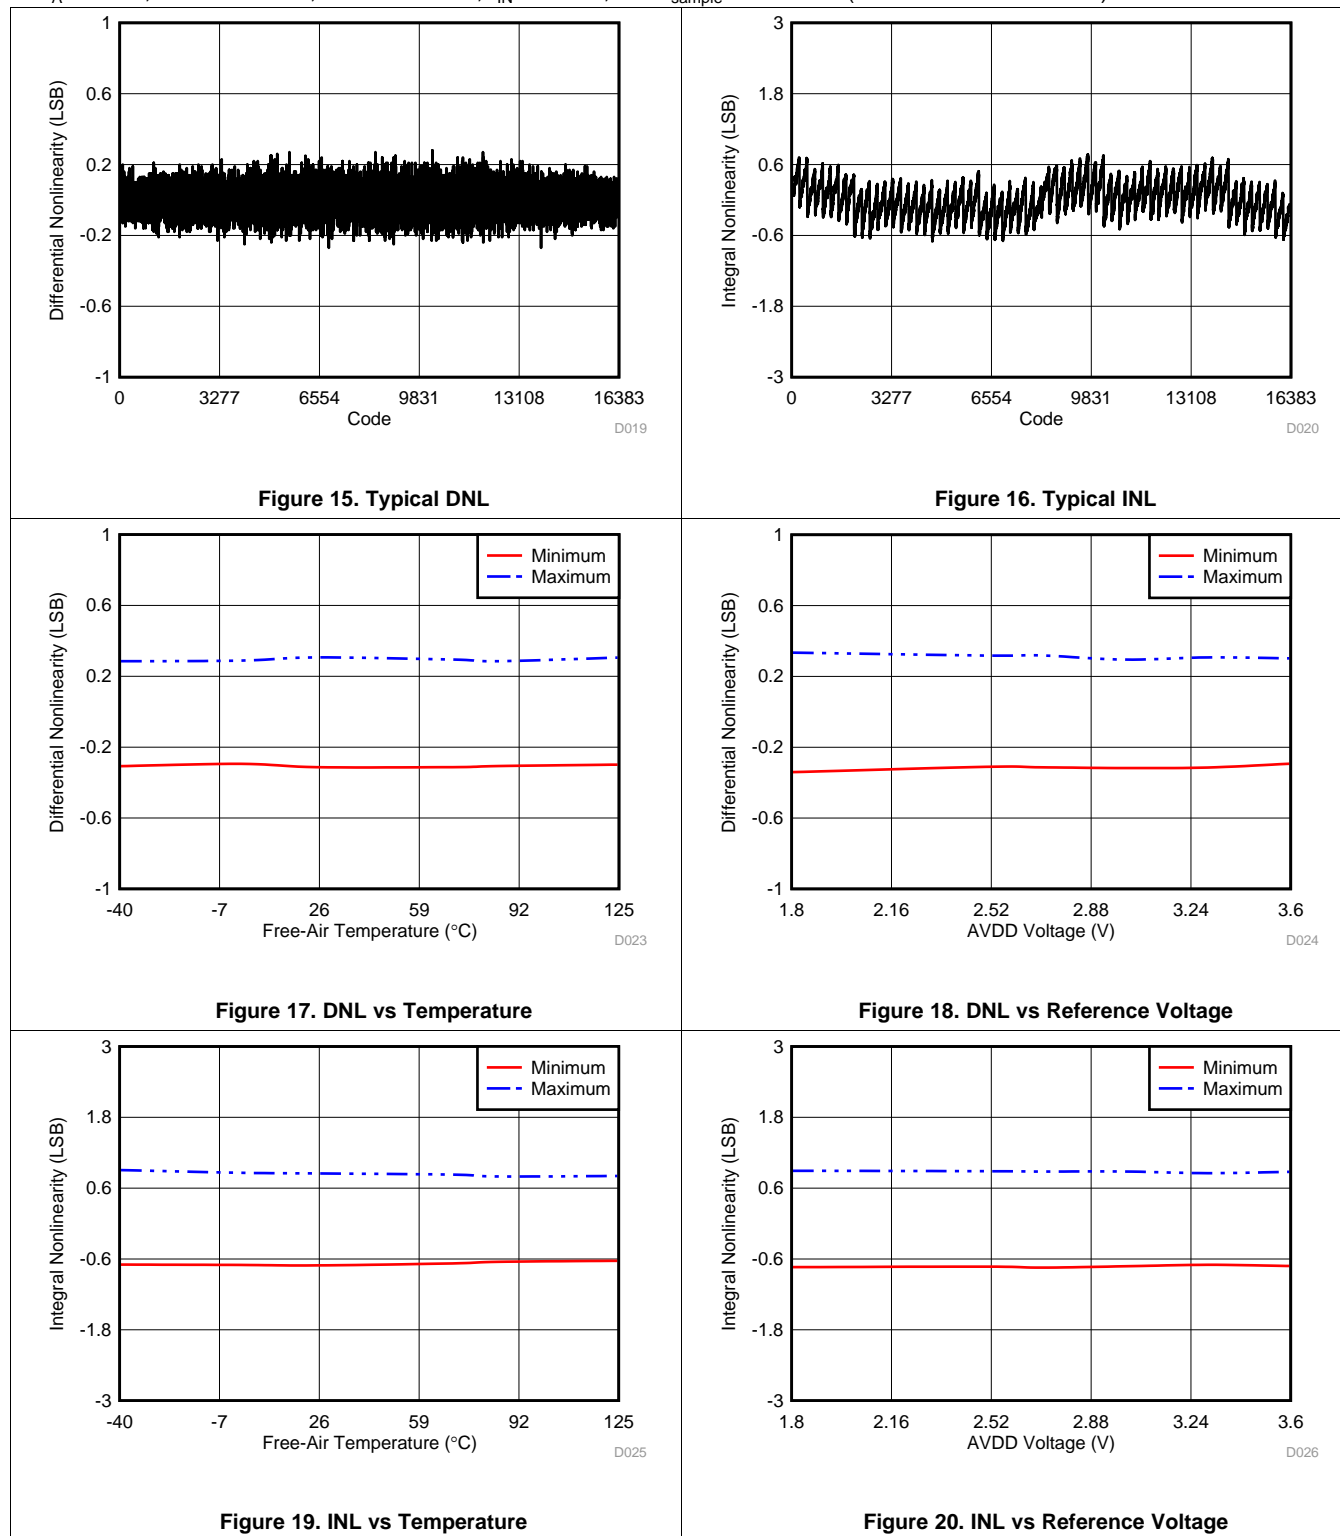 1
0.6
0.2
-0.2
-0.6
-1
Differential Nonlinearity (LSB)
0 3277 6554 9831 13108 16383
Code
D019
Figure 15. Typical DNL
3
1.8
0.6
-0.6
-1.8
-3
Integral Nonlinearity (LSB)
0 3277 6554 9831 13108 16383
Code
D020
Figure 16. Typical INL
1
0.6
0.2
-0.2
-0.6
-1
Differential Nonlinearity (LSB)
Minimum
Maximum
-40 -7 26 59 92 125
Free-Air Temperature (°C)
D023
Figure 17. DNL vs Temperature
1
0.6
0.2
-0.2
-0.6
-1
Differential Nonlinearity (LSB)
Minimum
Maximum
1.8 2.16 2.52 2.88 3.24 3.6
AVDD Voltage (V)
D024
Figure 18. DNL vs Reference Voltage
3
1.8
0.6
-0.6
-1.8
-3
Integral Nonlinearity (LSB)
Minimum
Maximum
-40 -7 26 59 92 125
Free-Air Temperature (°C)
D025
Figure 19. INL vs Temperature
3
1.8
0.6
-0.6
-1.8
-3
Integral Nonlinearity (LSB)
Minimum
Maximum
1.8 2.16 2.52 2.88 3.24 3.6
AVDD Voltage (V)
D026
Figure 20. INL vs Reference Voltage